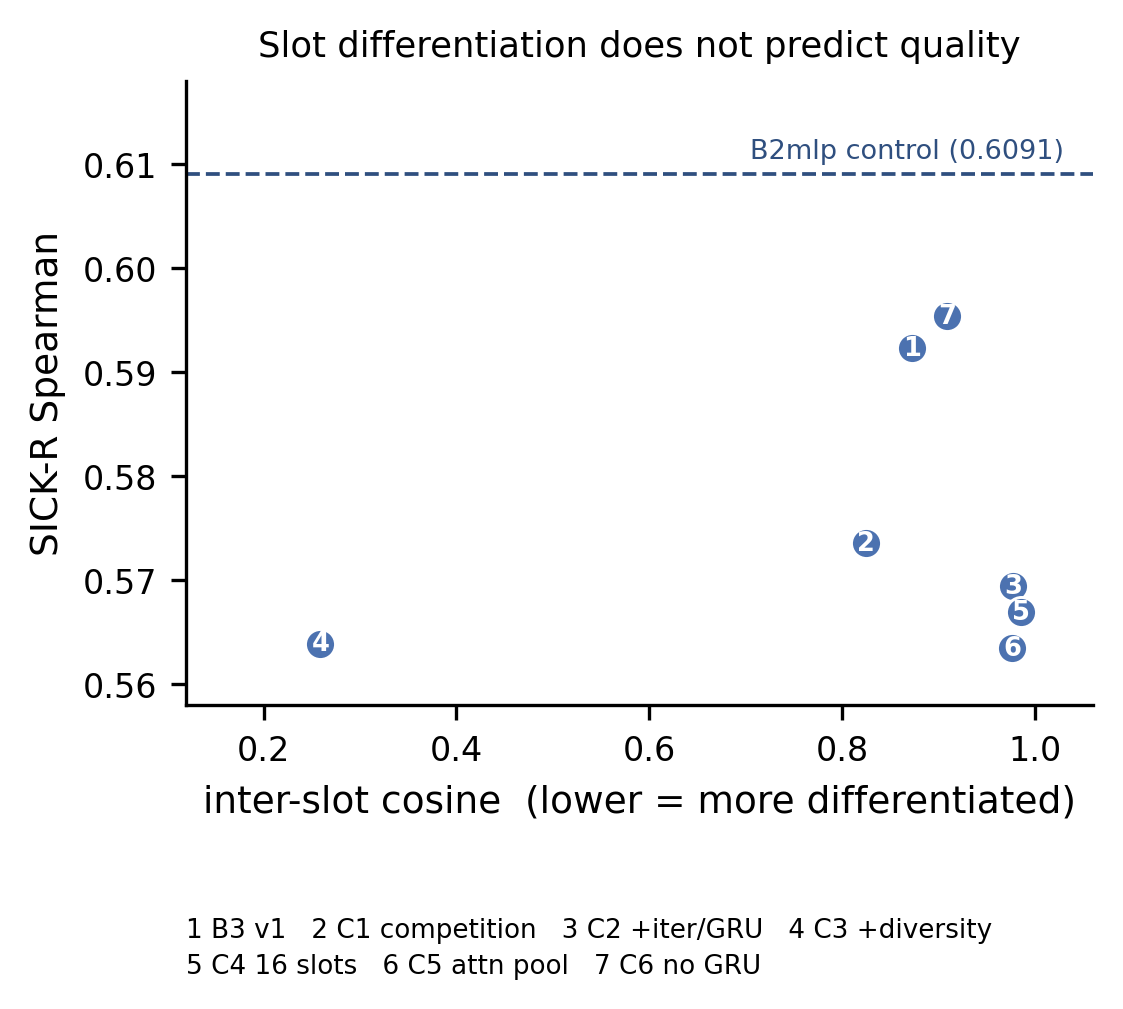 Slot differentiation does not predict quality
B2mlp control (0.6091)
0.61
0.60
0.59
0.58
0.57
0.56
SICK-R Spearman
7
1
2
3
5
4
6
0.2 0.4 0.6 0.8 1.0
inter-slot cosine (lower = more differentiated)
1 B3 v1 2 C1 competition 3 C2 +iter/GRU 4 C3 +diversity
5 C4 16 slots 6 C5 attn pool 7 C6 no GRU